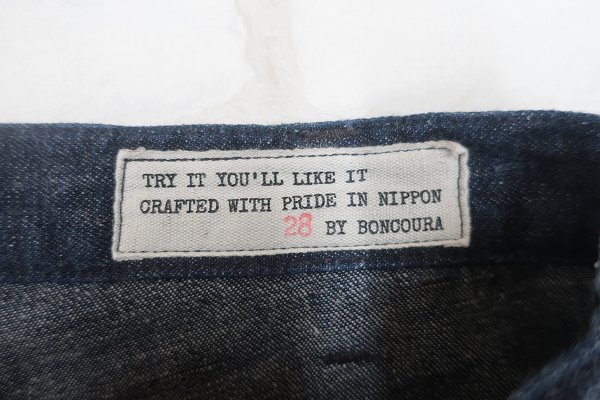 TRY IT YOU'LL LIKE IT
CRAFTED WITH PRIDE IN NIPPON
28 BY BONCOURA